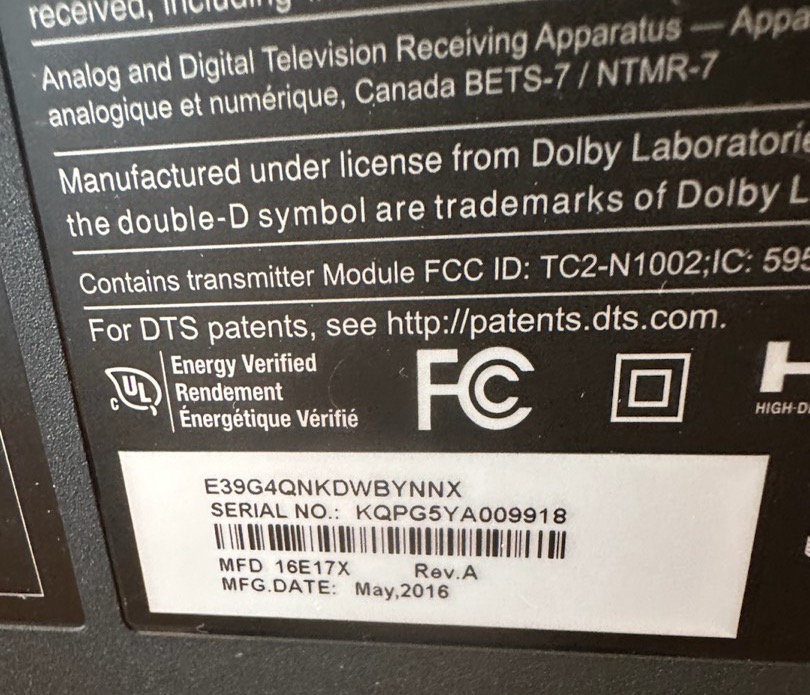 received, including
Analog and Digital Television Receiving Apparatus — Appa
analogique et numérique, Canada BETS-7 / NTMR-7
Manufactured under license from Dolby Laboratorie
the double-D symbol are trademarks of Dolby L
Contains transmitter Module FCC ID: TC2-N1002;IC: 595
For DTS patents, see http://patents.dts.com.
Energy Verified
c UL Rendement
Énergétique Vérifié
FC
H
HIGH-D
E39G4QNKDWBYNNX
SERIAL NO.: KQPG5YA009918
MFD 16E17X Rev.A
MFG.DATE: May,2016